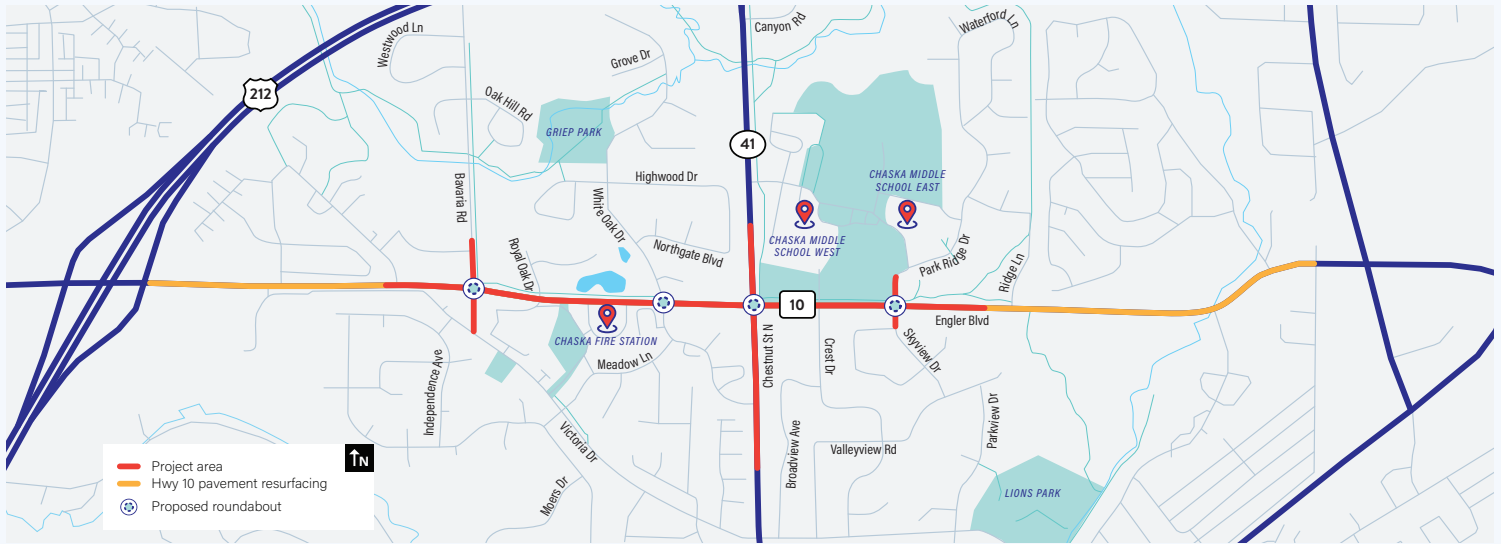 Westwood Ln
Canyon Rd
Waterford Ln
Grove Dr
212
Oak Hill Rd
GRIEP PARK
41
Highwood Dr
CHASKA MIDDLE
SCHOOL EAST
Bavaria Rd
White Oak Dr
Royal Oak Dr
Northgate Blvd
CHASKA MIDDLE
SCHOOL WEST
Park Ridge Dr
Ridge Ln
10
Engler Blvd
CHASKA FIRE STATION
Meadow Ln
Chestnut St N
Crest Dr
Skyview Dr
Independence Ave
Victoria Dr
Broadview Ave
Valleyview Rd
Parkview Dr
Moers Dr
LIONS PARK
N
Project area
Hwy 10 pavement resurfacing
Proposed roundabout